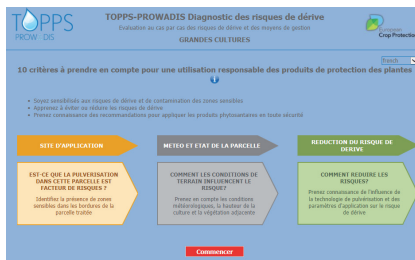 TOPPS
PROWADIS
TOPPS-PROWADIS Diagnostic des risques de dérive
Evaluation au cas par cas des risques de dérive et des moyens de gestion
GRANDES CULTURES
Crop Protection
french
10 critères à prendre en compte pour une utilisation responsable des produits de protection des plantes
Soyez sensibilisés aux risques de dérive et de contamination des zones sensibles
Apprenez à éviter ou réduire les risques de dérive
Prenez connaissance des recommandations pour appliquer les produits phytosanitaires en toute sécurité
SITE D'APPLICATION
METEO ET ETAT DE LA PARCELLE
REDUCTION DU RISQUE DE
DERIVE
EST-CE QUE LA PULVERISATION
DANS CETTE PARCELLE EST
FACTEUR DE RISQUES ?
Identifiez la présence de zones
sensibles dans les bordures de la
parcelle traitée
COMMENT LES CONDITIONS DE
TERRAIN INFLUENCENT LE
RISQUE?
Prenez en compte les conditions
météorologiques, la hauteur de la
culture et la végétation adjacente
COMMENT REDUIRE LES
RISQUES?
Prenez connaissance de l'influence de
la technologie de pulvérisation et des
paramètres d'application sur le risque
de dérive
Commencer